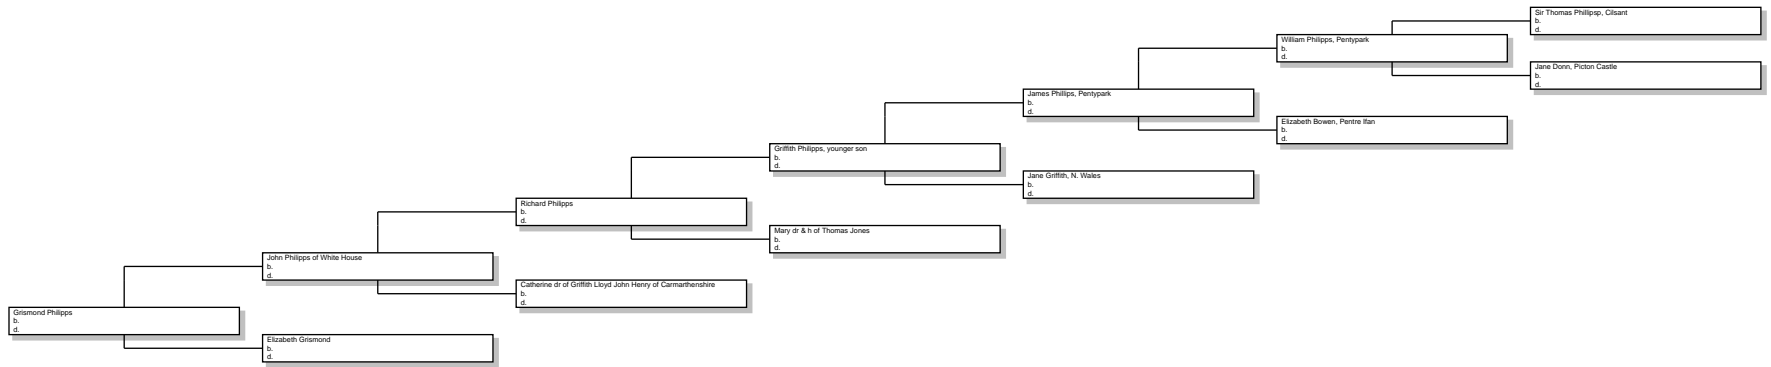 Sir Thomas Phillipsp, Cilsant
b.
d.
William Philipps, Pentypark
b.
d.
Jane Donn, Picton Castle
b.
d.
James Phillips, Pentypark
b.
d.
Elizabeth Bowen, Pentre Ifan
b.
d.
Griffith Philipps, younger son
b.
d.
Jane Griffith, N. Wales
b.
d.
Richard Philipps
b.
d.
Mary dr & h of Thomas Jones
b.
d.
John Philipps of White House
b.
d.
Catherine dr of Griffith Lloyd John Henry of Carmarthenshire
b.
d.
Grismond Philipps
b.
d.
Elizabeth Grismond
b.
d.